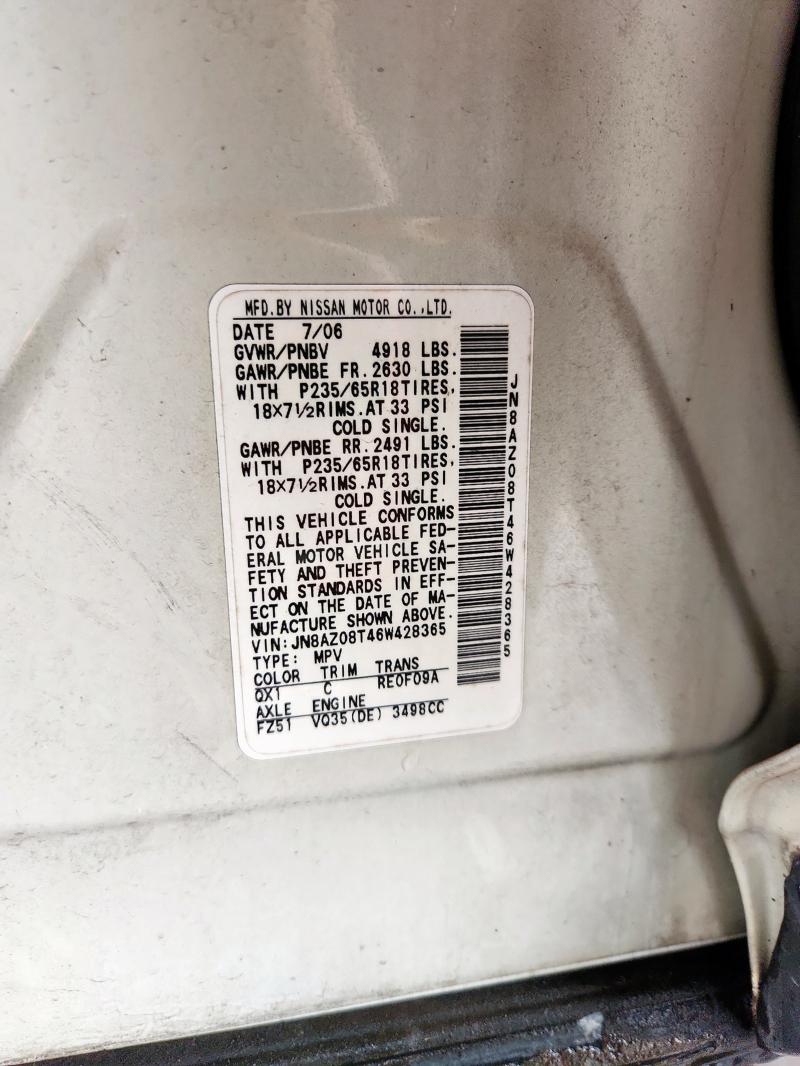 MFD.BY NISSAN MOTOR CO.,LTD.
DATE 7/06
GVWR/PNBV 4918 LBS.
GAWR/PNBE FR.2630 LBS.
WITH P235/65R18TIRES,
18×7½RIMS.AT 33 PSI
COLD SINGLE.
GAWR/PNBE RR.2491 LBS.
WITH P235/65R18TIRES,
18×7½RIMS.AT 33 PSI
COLD SINGLE.
THIS VEHICLE CONFORMS
TO ALL APPLICABLE FED-
ERAL MOTOR VEHICLE SA-
FETY AND THEFT PREVEN-
TION STANDARDS IN EFF-
ECT ON THE DATE OF MA-
NUFACTURE SHOWN ABOVE.
VIN:JN8AZ08T46W428365
TYPE: MPV
COLOR TRIM TRANS
QX1 C RE0F09A
AXLE ENGINE
FZ51 VQ35(DE) 3498CC
JN8AZ08T46W428365